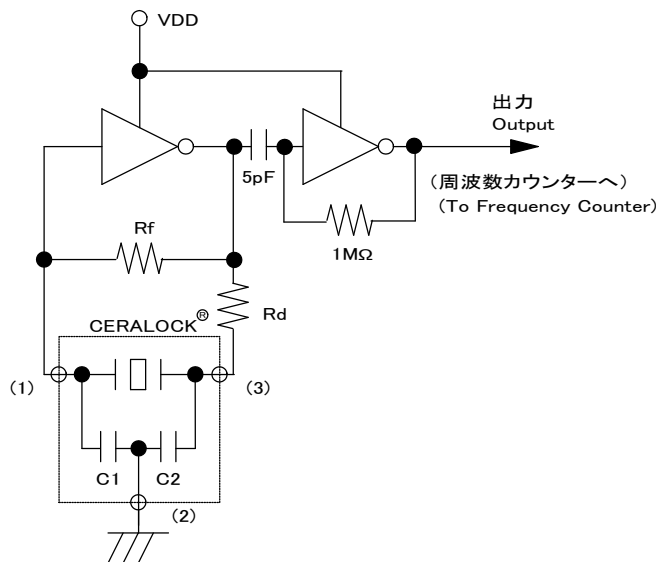 VDD
出力
Output
5pF
(周波数カウンターへ)
(To Frequency Counter)
Rf
1MΩ
Rd
CERALOCK®
(1)
(3)
C1
C2
(2)